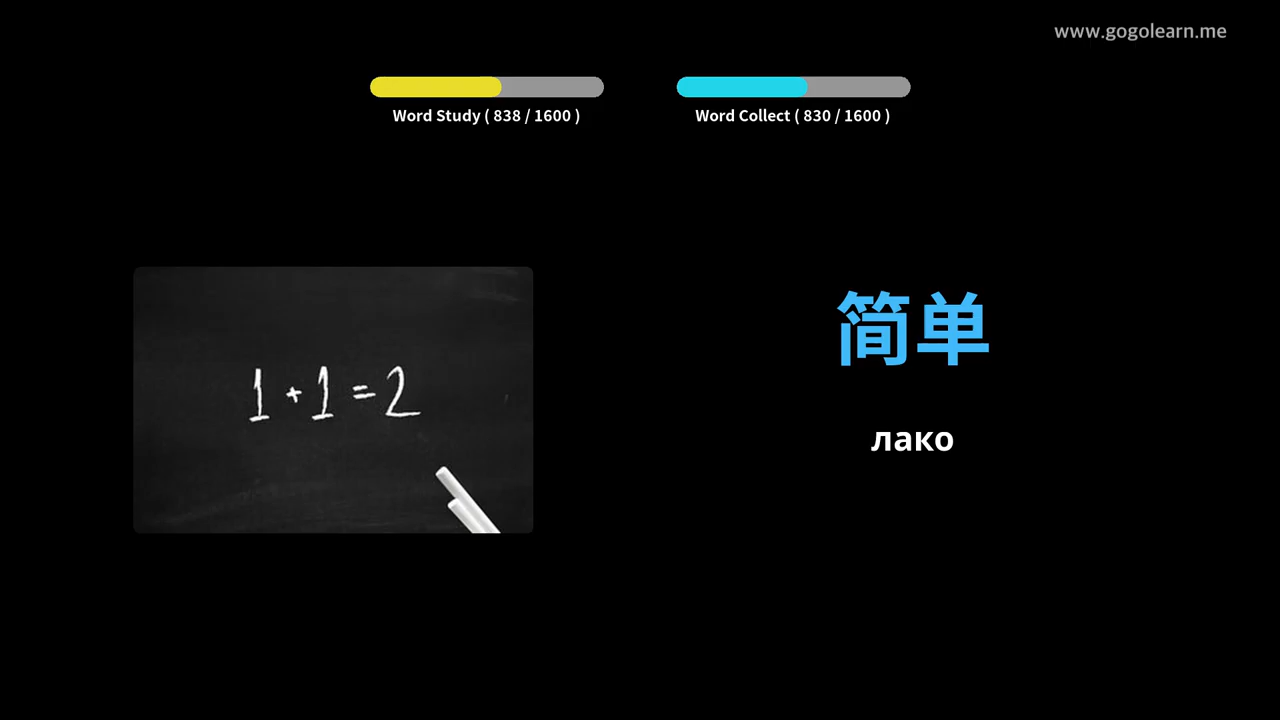 www.gogolearn.me
Word Study ( 838 / 1600 )
Word Collect ( 830 / 1600 )
1 + 1 = 2
简单
лако